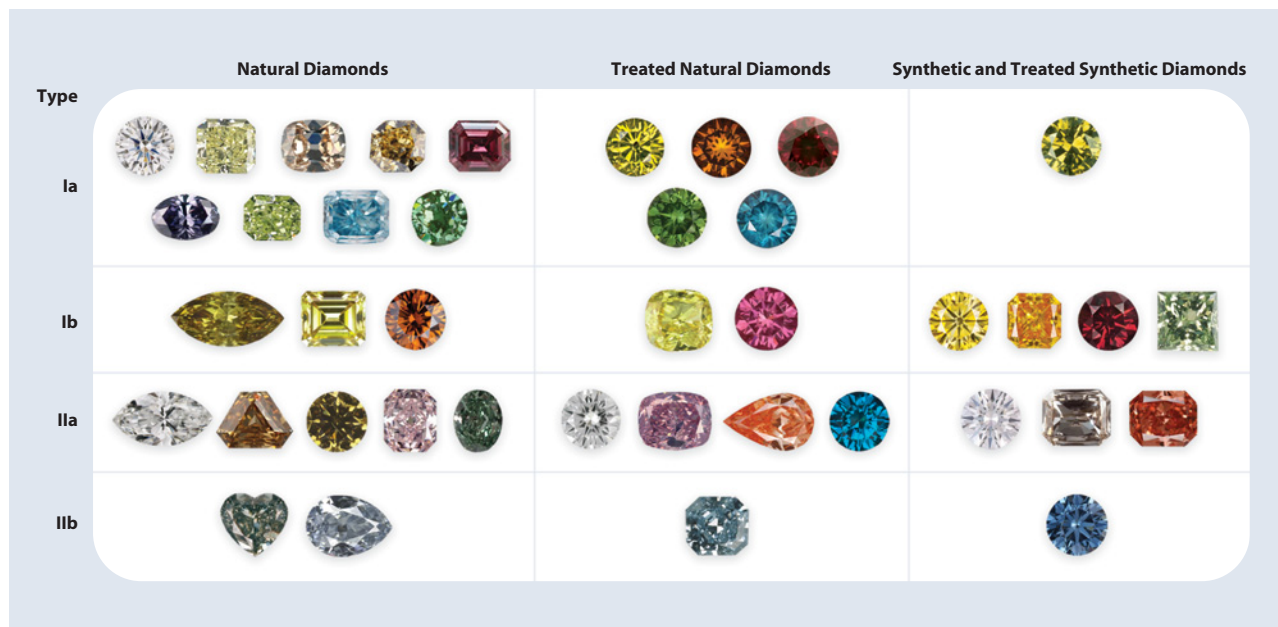 Natural Diamonds
Treated Natural Diamonds
Synthetic and Treated Synthetic Diamonds
Type
Ia
Ib
IIa
IIb